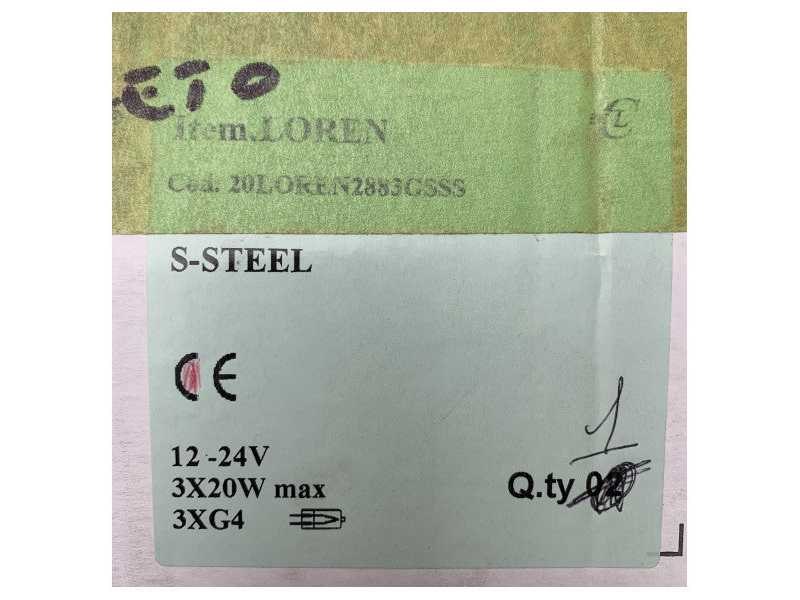 ETO
Item.LOREN
Cod. 20LOREN2883GSSS
S-STEEL
CE
12 -24V
3X20W max
3XG4
1
Q.ty 02